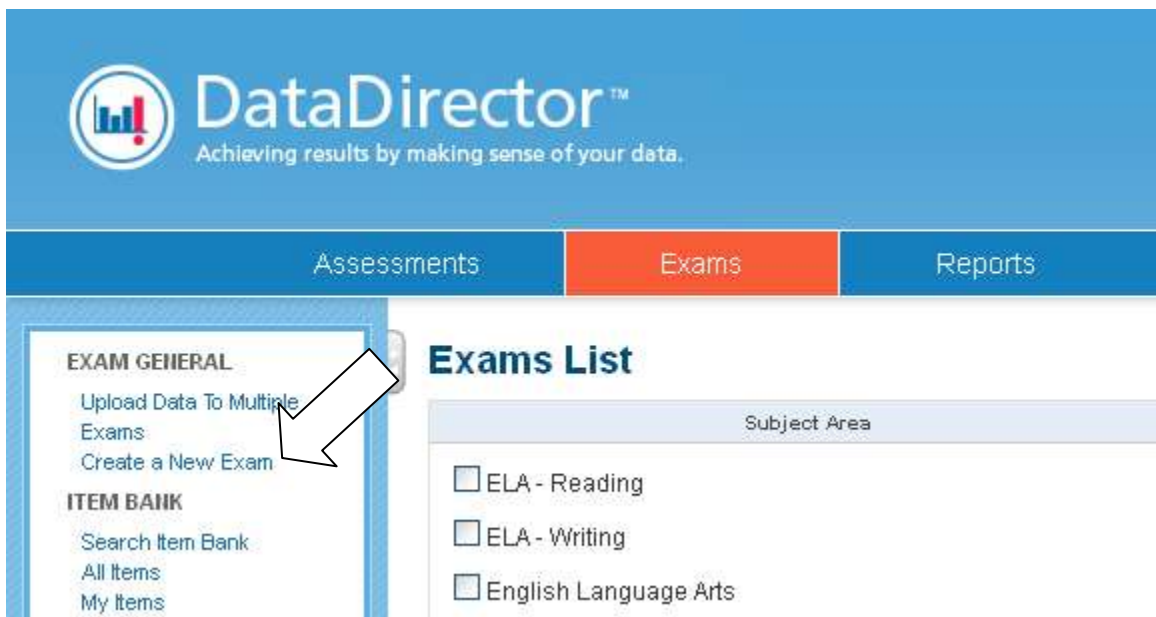 DataDirector™
Achieving results by making sense of your data.
Assessments Exams Reports
EXAM GENERAL
Upload Data To Multiple
Exams
Create a New Exam
ITEM BANK
Search Item Bank
All Items
My Items
Exams List
Subject Area
ELA - Reading
ELA - Writing
English Language Arts